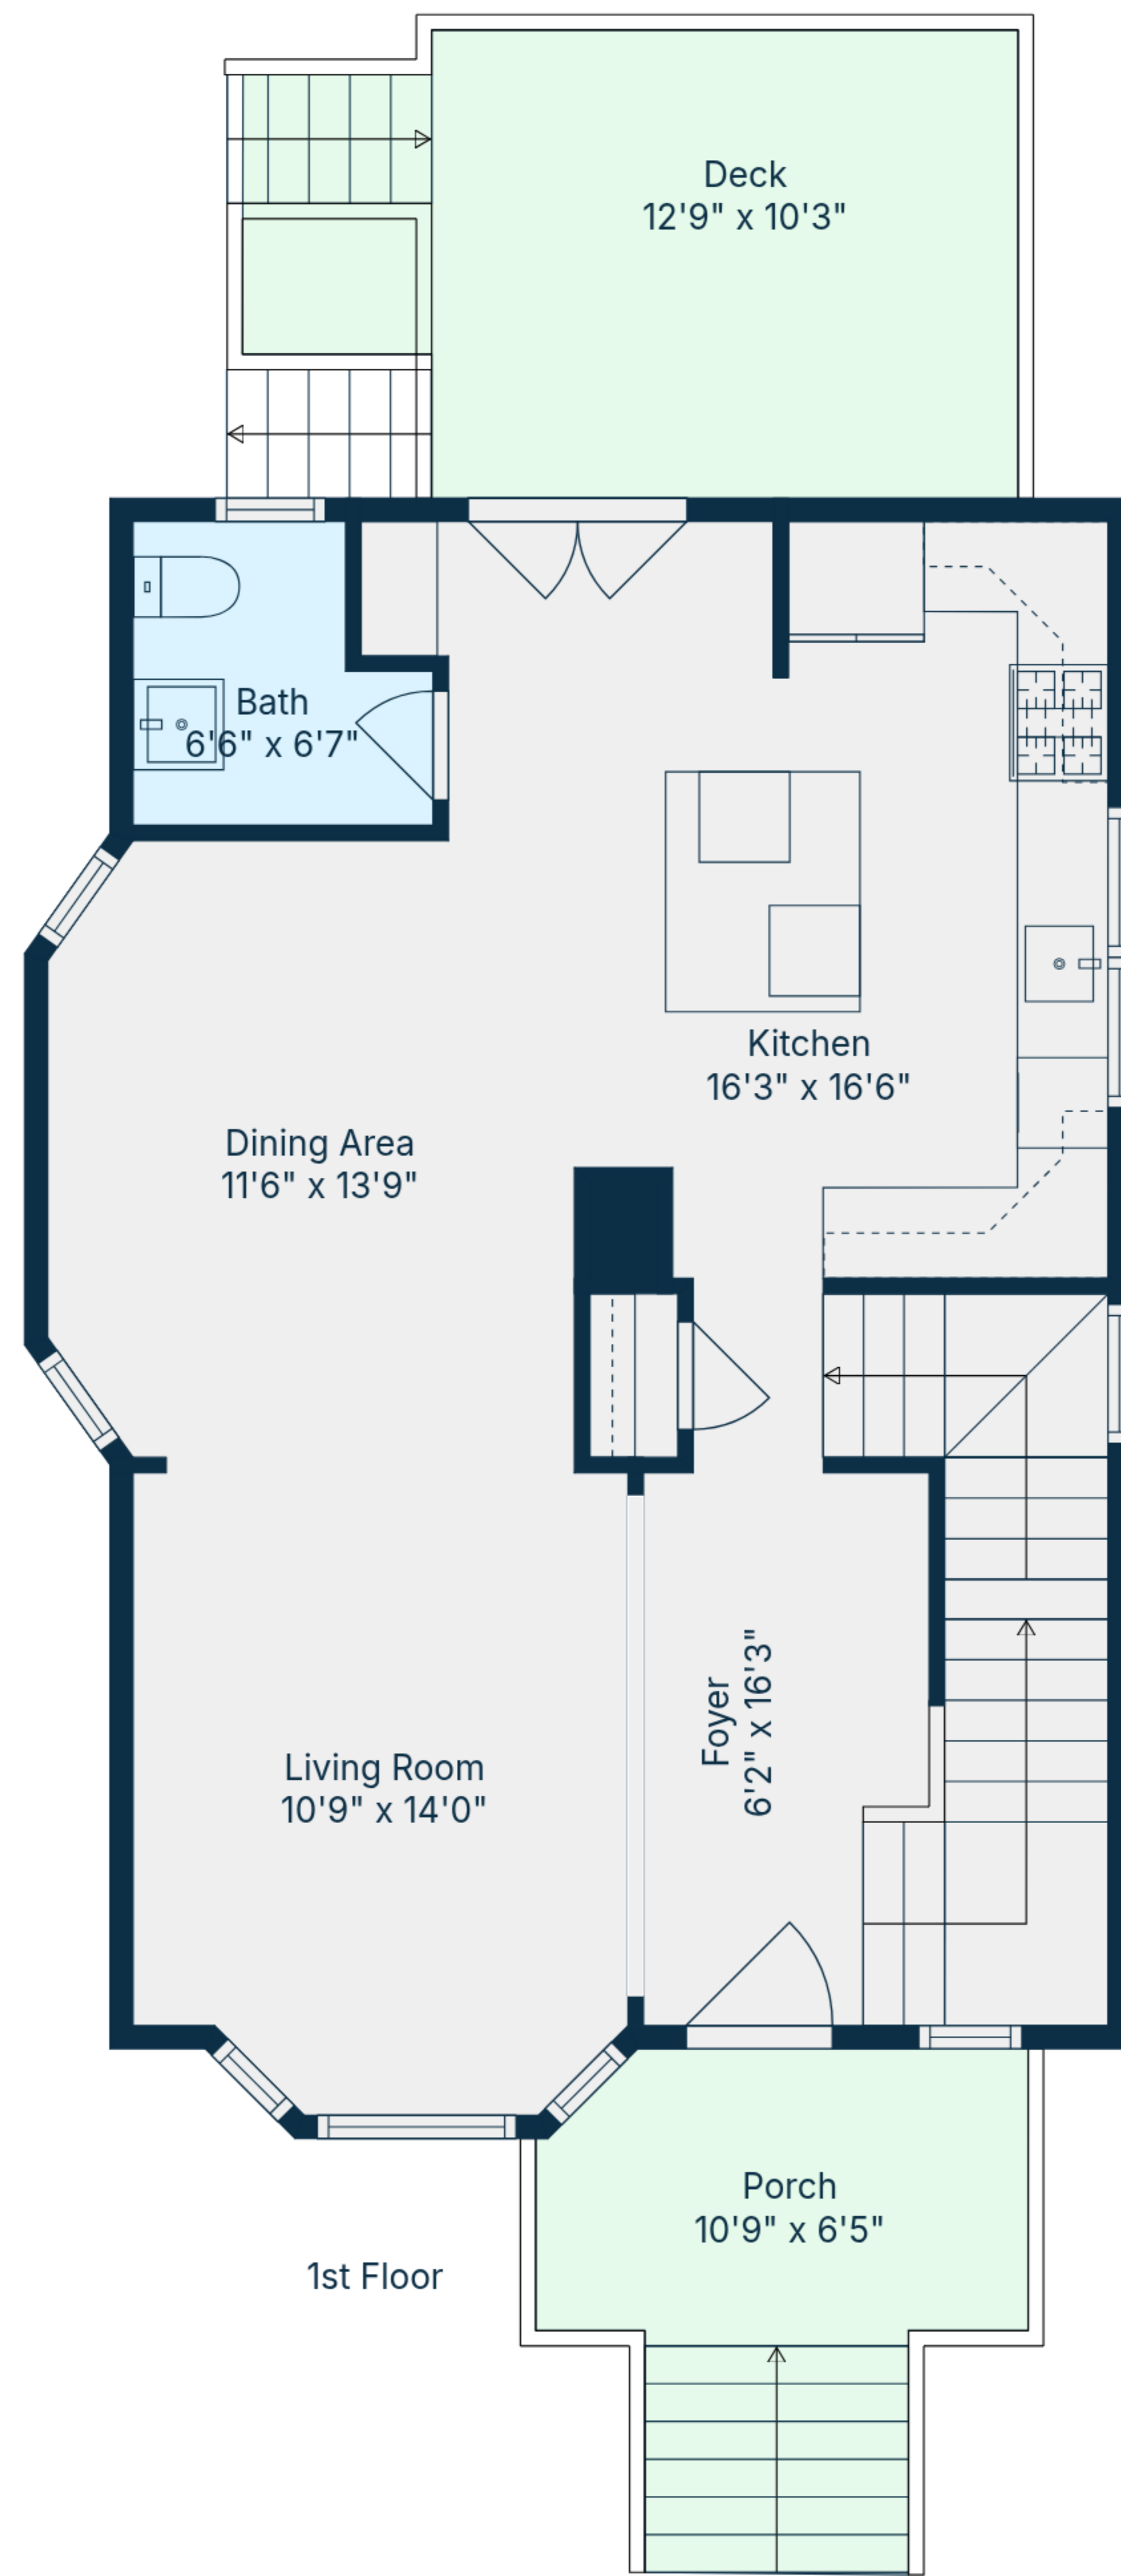 Deck
12'9" x 10'3"
Bath
6'6" x 6'7"
Kitchen
16'3" x 16'6"
Dining Area
11'6" x 13'9"
Foyer
6'2" x 16'3"
Living Room
10'9" x 14'0"
Porch
10'9" x 6'5"
1st Floor